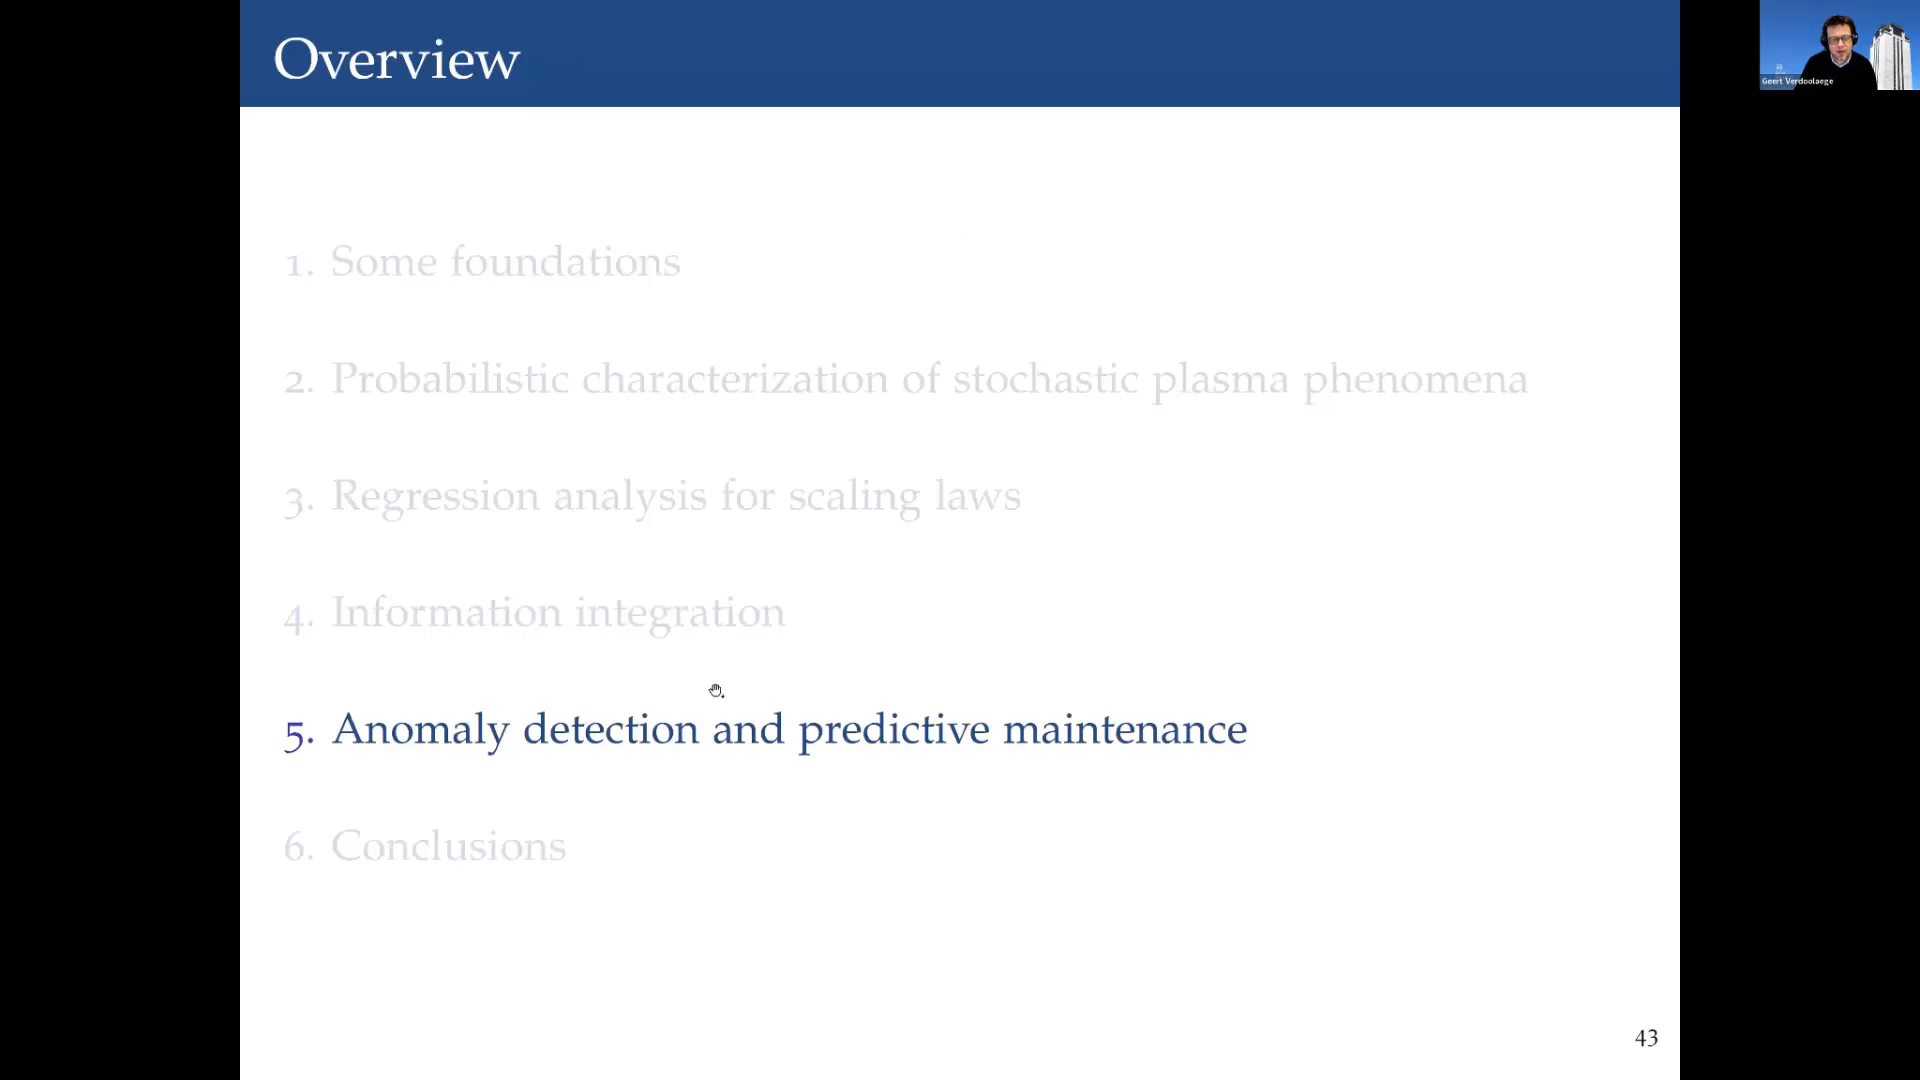 Overview
Geert Verdoolaege
1. Some foundations
2. Probabilistic characterization of stochastic plasma phenomena
3. Regression analysis for scaling laws
4. Information integration
5. Anomaly detection and predictive maintenance
6. Conclusions
43